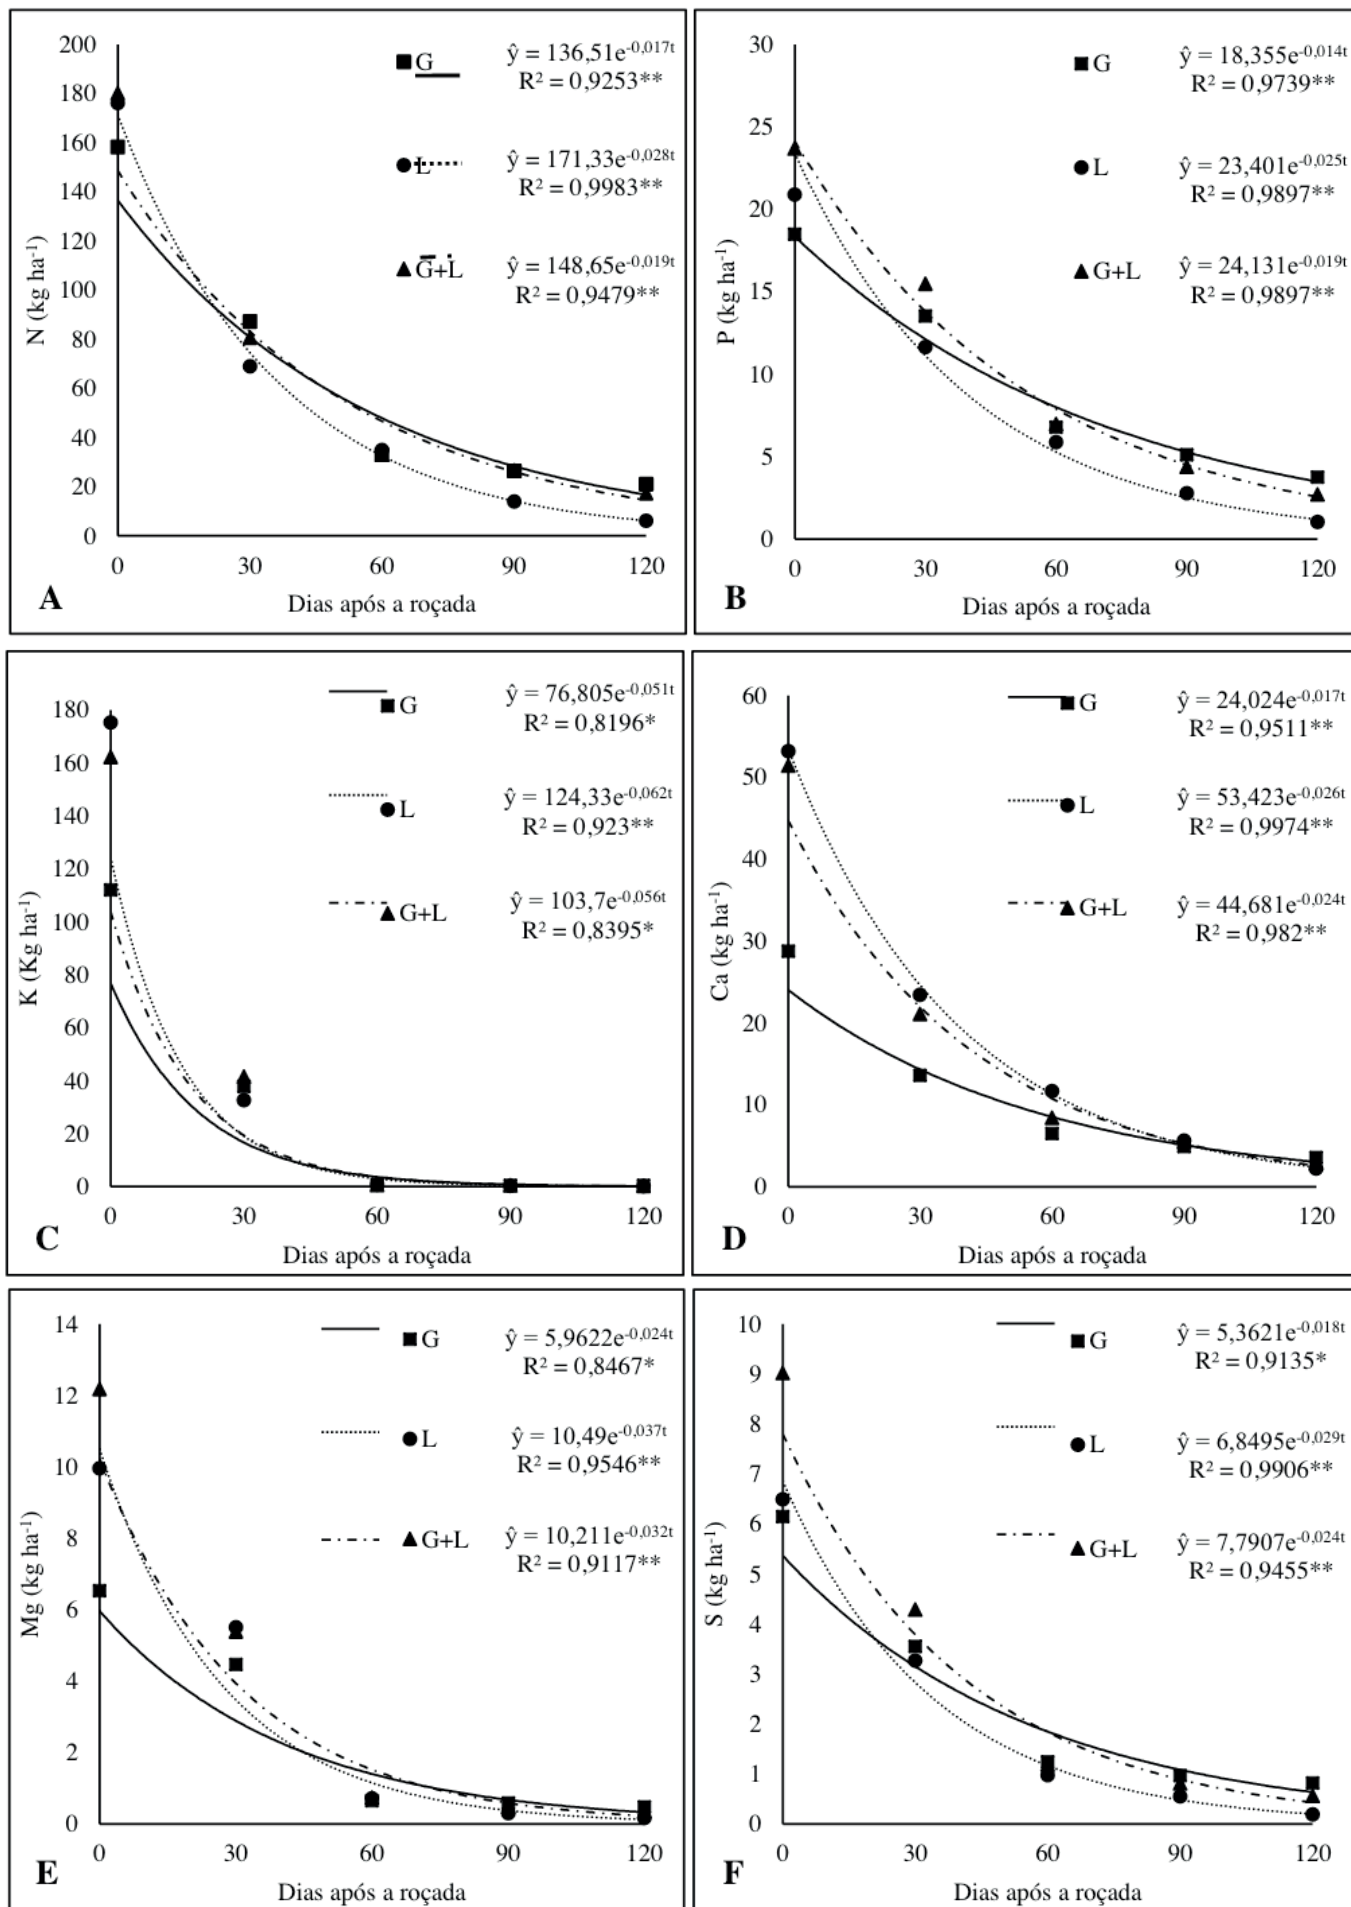 200
180
160
140
120
100
80
60
40
20
0
N (kg ha-1)
G
ŷ = 136,51e-0,017t
R² = 0,9253**
L
ŷ = 171,33e-0,028t
R² = 0,9983**
G+L
ŷ = 148,65e-0,019t
R² = 0,9479**
0 30 60 90 120
A
Dias após a roçada
30
25
20
15
10
5
0
P (kg ha-1)
G
ŷ = 18,355e-0,014t
R² = 0,9739**
L
ŷ = 23,401e-0,025t
R² = 0,9897**
G+L
ŷ = 24,131e-0,019t
R² = 0,9897**
0 30 60 90 120
B
Dias após a roçada
180
160
140
120
100
80
60
40
20
0
K (Kg ha-1)
G
ŷ = 76,805e-0,051t
R² = 0,8196*
L
ŷ = 124,33e-0,062t
R² = 0,923**
G+L
ŷ = 103,7e-0,056t
R² = 0,8395*
0 30 60 90 120
C
Dias após a roçada
60
50
40
30
20
10
0
Ca (kg ha-1)
G
ŷ = 24,024e-0,017t
R² = 0,9511**
L
ŷ = 53,423e-0,026t
R² = 0,9974**
G+L
ŷ = 44,681e-0,024t
R² = 0,982**
0 30 60 90 120
D
Dias após a roçada
14
12
10
8
6
4
2
0
Mg (kg ha-1)
G
ŷ = 5,9622e-0,024t
R² = 0,8467*
L
ŷ = 10,49e-0,037t
R² = 0,9546**
G+L
ŷ = 10,211e-0,032t
R² = 0,9117**
0 30 60 90 120
E
Dias após a roçada
10
9
8
7
6
5
4
3
2
1
0
S (kg ha-1)
G
ŷ = 5,3621e-0,018t
R² = 0,9135*
L
ŷ = 6,8495e-0,029t
R² = 0,9906**
G+L
ŷ = 7,7907e-0,024t
R² = 0,9455**
0 30 60 90 120
F
Dias após a roçada